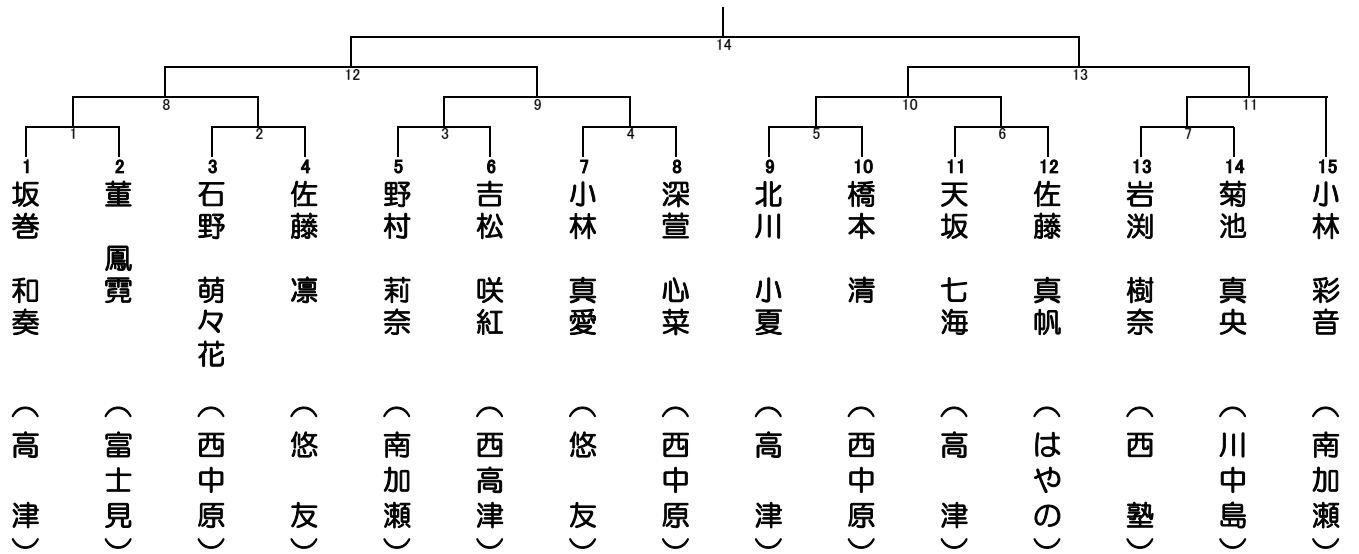 14
12
13
8
9
10
11
1
2
3
4
5
6
7
1
坂巻 和奏
（高津）
2
董 鳳霓
（富士見）
3
石野 萌々花
（西中原）
4
佐藤 凛
（悠友）
5
野村 莉奈
（南加瀬）
6
吉松 咲紅
（西高津）
7
小林 真愛
（悠友）
8
深萱 心菜
（西中原）
9
北川 小夏
（高津）
10
橋本 清
（西中原）
11
天坂 七海
（高津）
12
佐藤 真帆
（はやの）
13
岩渕 樹奈
（西塾）
14
菊池 真央
（川中島）
15
小林 彩音
（南加瀬）